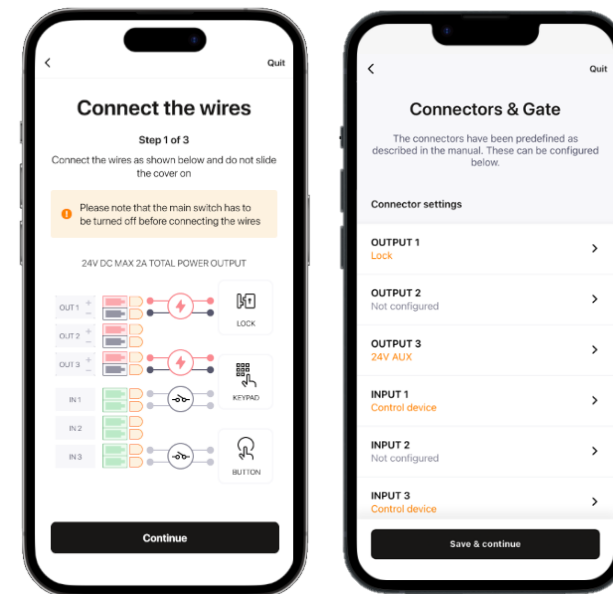 Quit
Connect the wires
Step 1 of 3
Connect the wires as shown below and do not slide
the cover on
Please note that the main switch has to
be turned off before connecting the wires
24V DC MAX 2A TOTAL POWER OUTPUT
OUT 1 + −
LOCK
OUT 2 + −
OUT 3 + −
KEYPAD
IN 1
IN 2
IN 3
BUTTON
Continue
Quit
Connectors & Gate
The connectors have been predefined as
described in the manual. These can be configured
below.
Connector settings
OUTPUT 1
Lock
OUTPUT 2
Not configured
OUTPUT 3
24V AUX
INPUT 1
Control device
INPUT 2
Not configured
INPUT 3
Control device
Save & continue